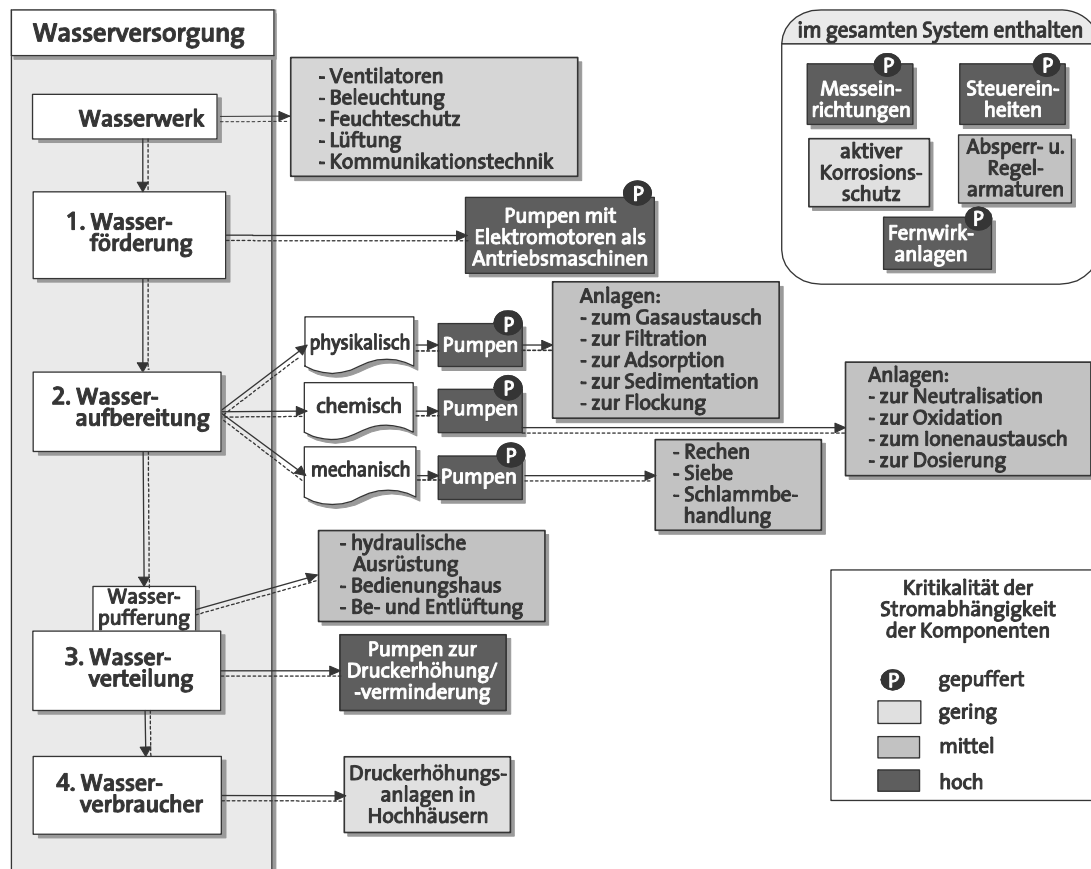 Wasserversorgung
Wasserwerk
- Ventilatoren
- Beleuchtung
- Feuchteschutz
- Lüftung
- Kommunikationstechnik
im gesamten System enthalten
P
Messein-
richtungen
P
Steuerein-
heiten
aktiver
Korrosions-
schutz
Absperr- u.
Regel-
armaturen
P
Fernwirk-
anlagen
1. Wasser-
förderung
P
Pumpen mit
Elektromotoren als
Antriebsmaschinen
2. Wasser-
aufbereitung
physikalisch
P
Pumpen
Anlagen:
- zum Gasaustausch
- zur Filtration
- zur Adsorption
- zur Sedimentation
- zur Flockung
chemisch
P
Pumpen
Anlagen:
- zur Neutralisation
- zur Oxidation
- zum Ionenaustausch
- zur Dosierung
mechanisch
P
Pumpen
- Rechen
- Siebe
- Schlammbe-
handlung
Wasser-
pufferung
- hydraulische
Ausrüstung
- Bedienungshaus
- Be- und Entlüftung
3. Wasser-
verteilung
Pumpen zur
Druckerhöhung/
-verminderung
4. Wasser-
verbraucher
Druckerhöhungs-
anlagen in
Hochhäusern
Kritikalität der
Stromabhängigkeit
der Komponenten
P gepuffert
gering
mittel
hoch